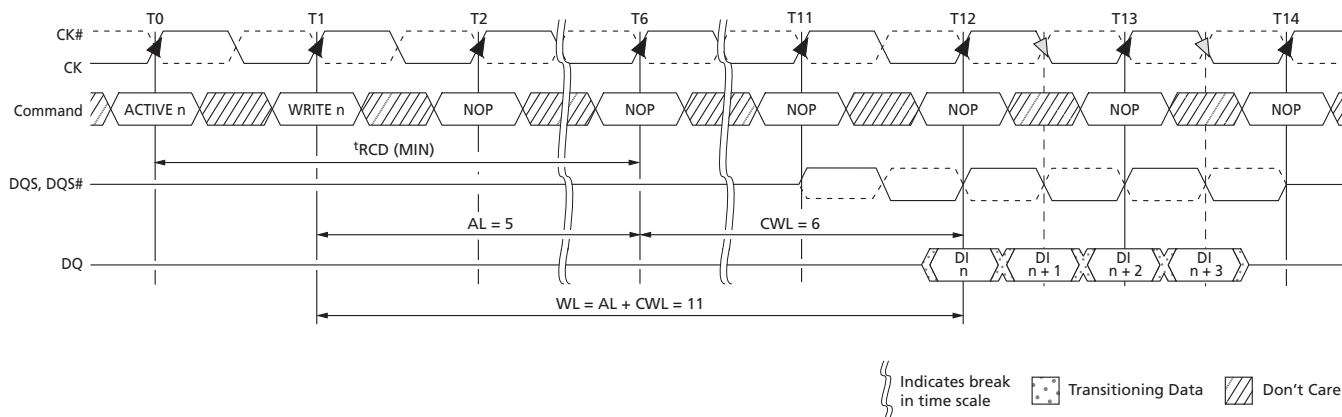 T0 T1 T2 T6 T11 T12 T13 T14
CK#
CK
Command ACTIVE n WRITE n NOP NOP NOP NOP NOP NOP
tRCD (MIN)
DQS, DQS#
AL = 5 CWL = 6
DQ DI n DI n + 1 DI n + 2 DI n + 3
WL = AL + CWL = 11
Indicates break
in time scale
Transitioning Data
Don't Care